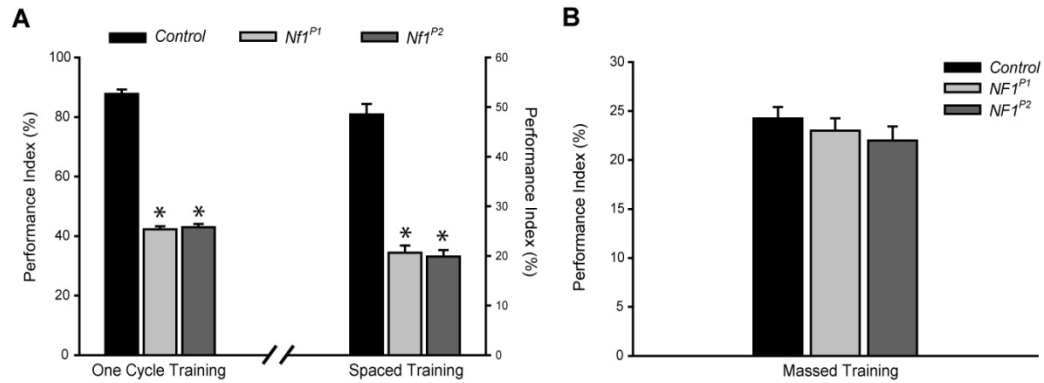 A
Control Nf1P1 Nf1P2
Performance Index (%)
100
80
60
40
20
0
* *
* *
One Cycle Training
Spaced Training
60
50
40
30
20
10
0
Performance Index (%)
B
Performance Index (%)
30
25
20
15
10
5
0
Control
NF1P1
NF1P2
Massed Training